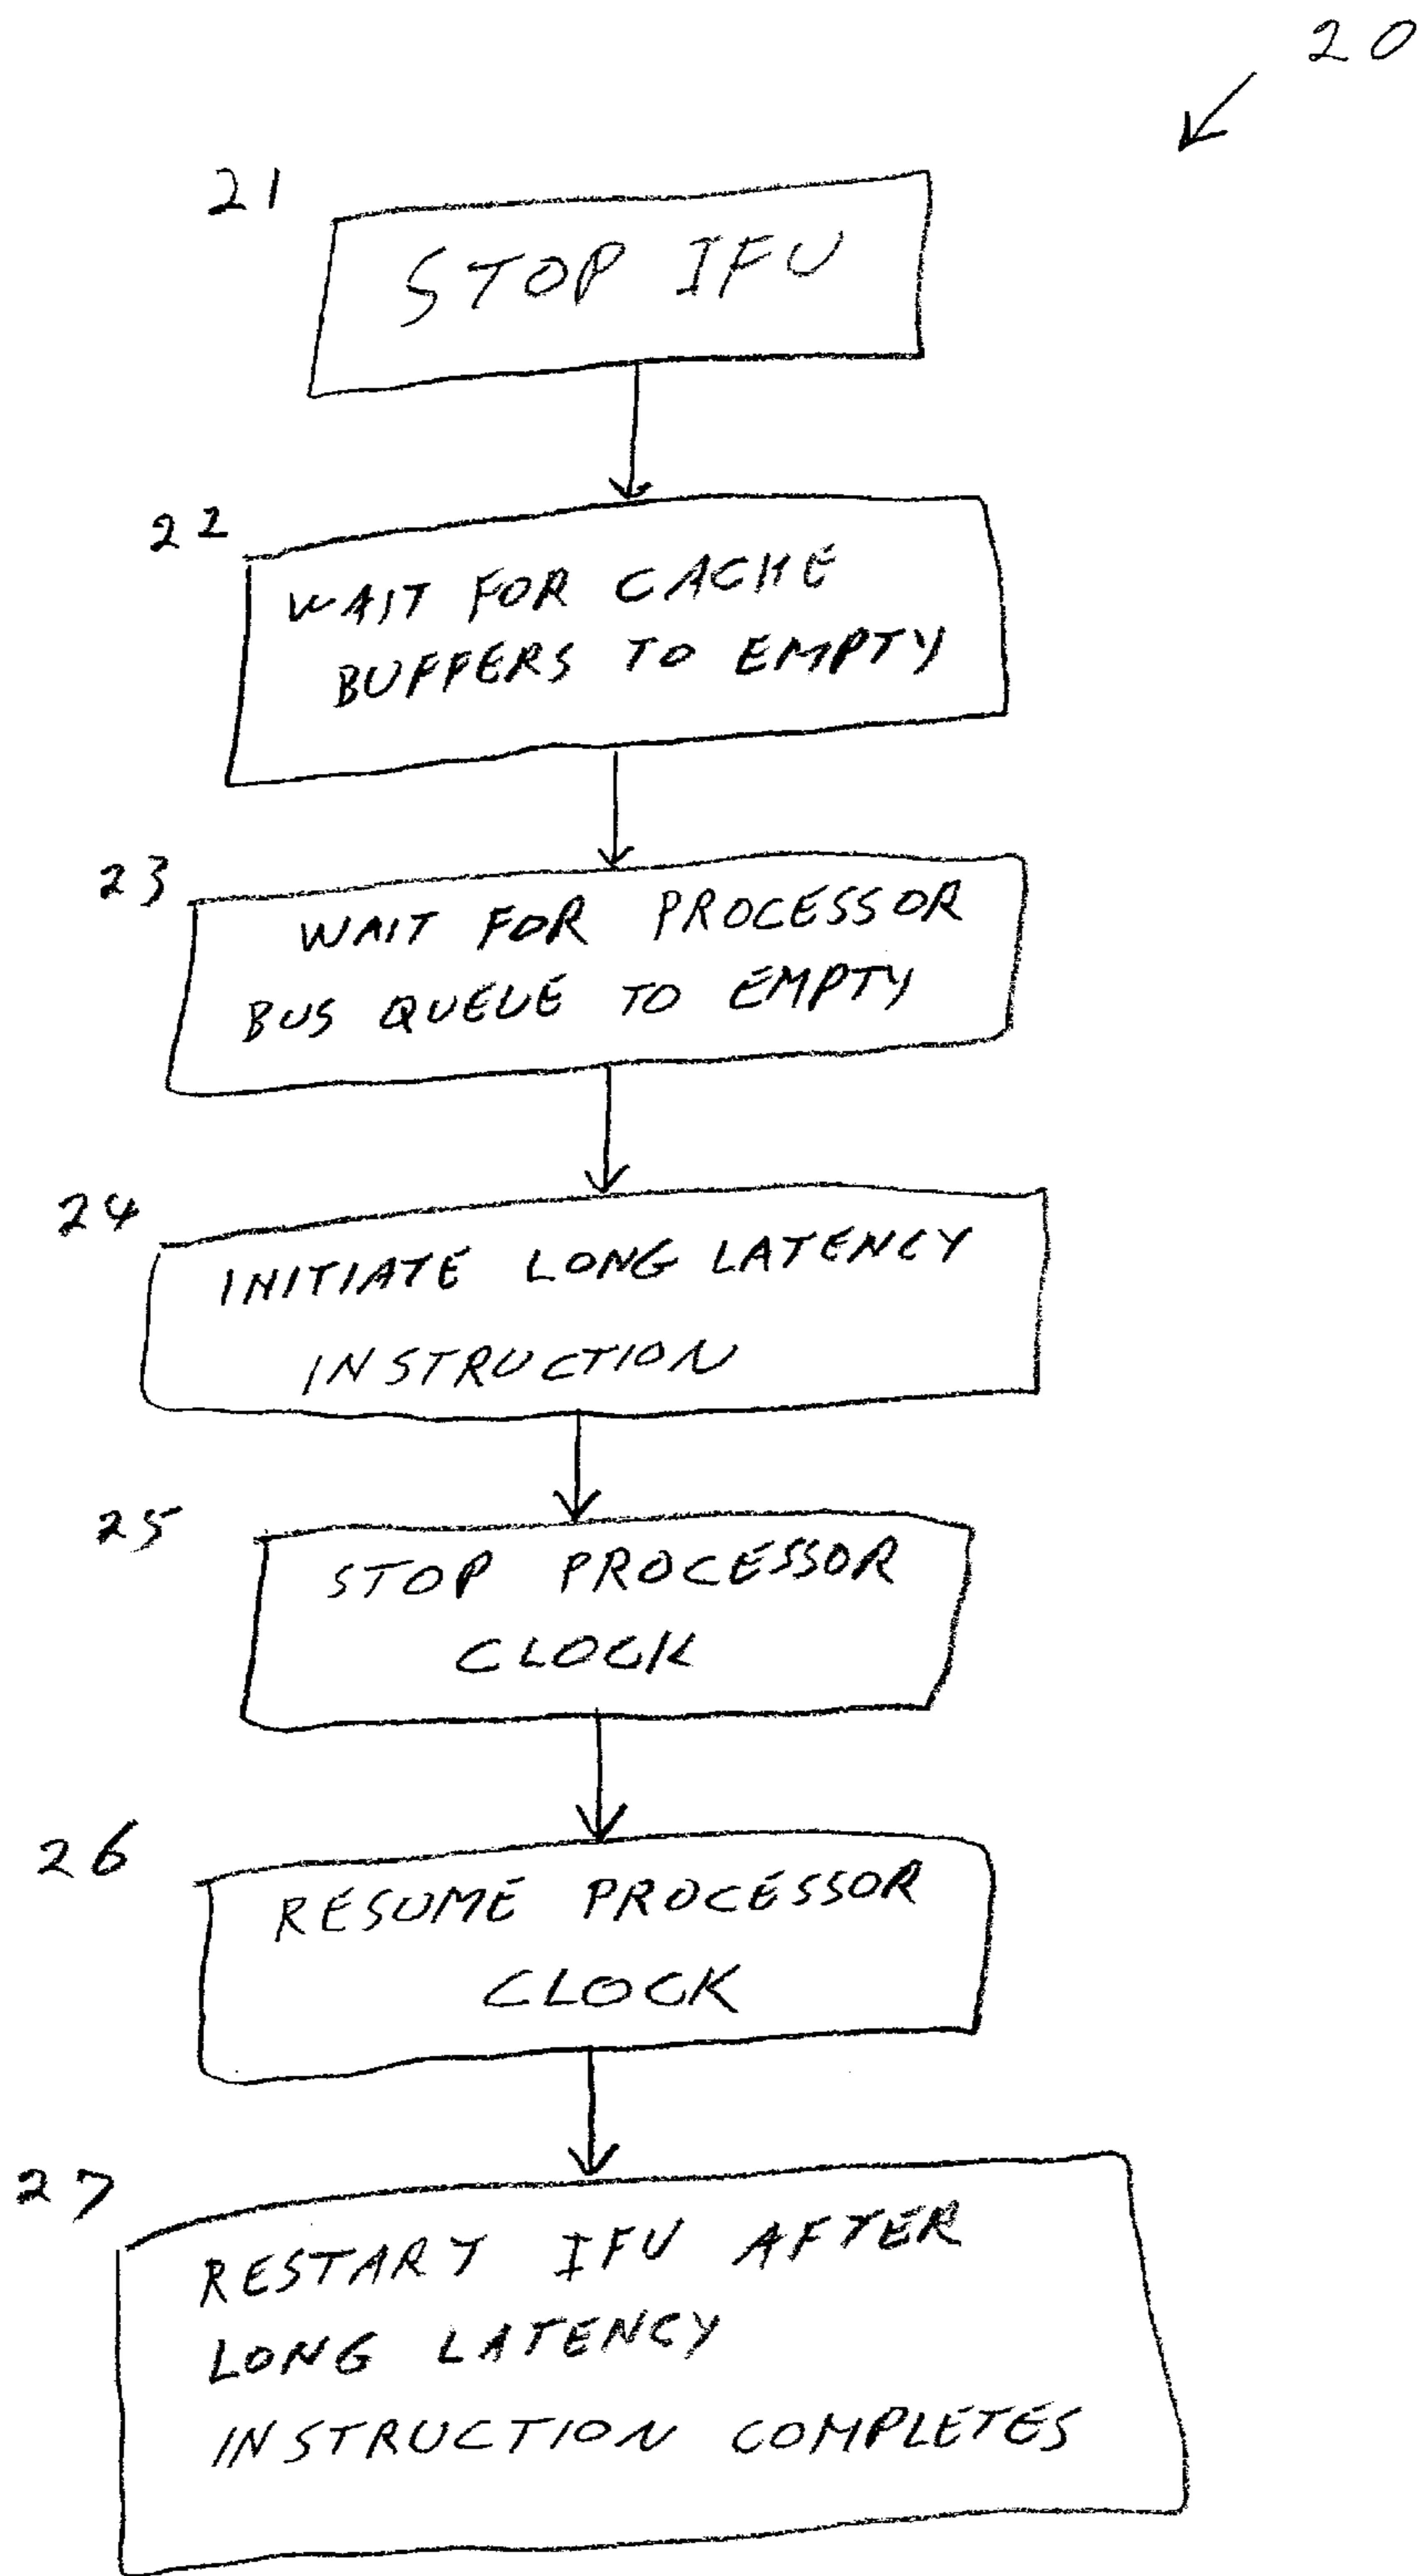 20
21
STOP IFU
22
WAIT FOR CACHE
BUFFERS TO EMPTY
23
WAIT FOR PROCESSOR
BUS QUEUE TO EMPTY
24
INITIATE LONG LATENCY
INSTRUCTION
25
STOP PROCESSOR
CLOCK
26
RESUME PROCESSOR
CLOCK
27
RESTART IFU AFTER
LONG LATENCY
INSTRUCTION COMPLETES